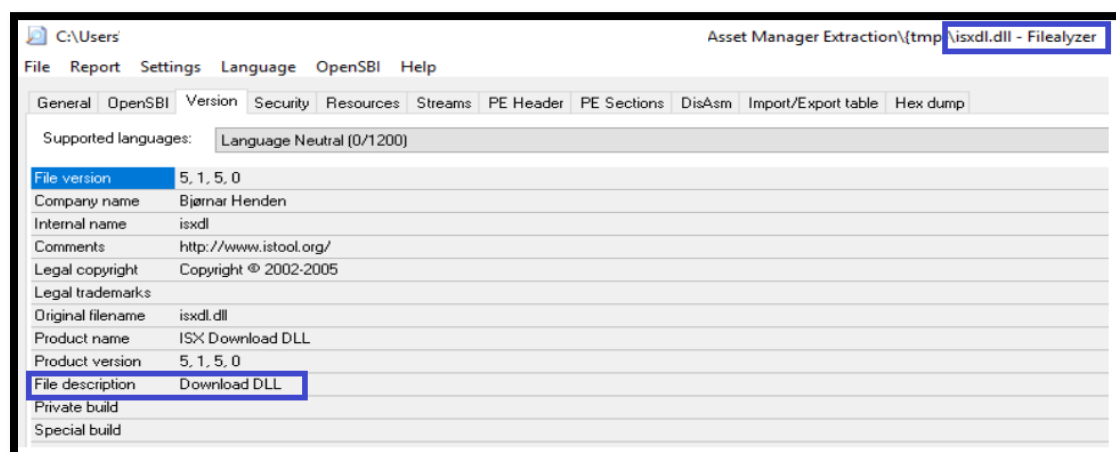 C:\Users' Asset Manager Extraction\{tmp \isxdl.dll - Filealyzer
File Report Settings Language OpenSBI Help
General OpenSBI Version Security Resources Streams PE Header PE Sections DisAsm Import/Export table Hex dump
Supported languages: Language Neutral (0/1200)
File version 5, 1, 5, 0
Company name Bjørnar Henden
Internal name isxdl
Comments http://www.istool.org/
Legal copyright Copyright © 2002-2005
Legal trademarks
Original filename isxdl.dll
Product name ISX Download DLL
Product version 5, 1, 5, 0
File description Download DLL
Private build
Special build